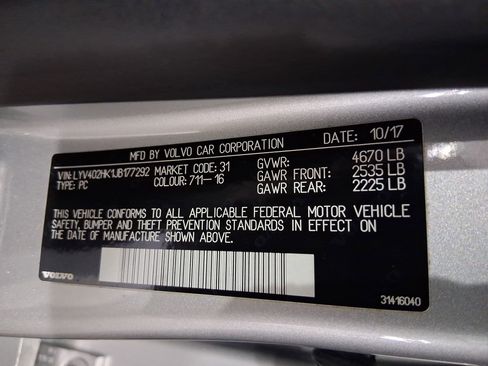 MFD BY VOLVO CAR CORPORATION DATE: 10/17
VIN: LYV402HK1JB177292 MARKET CODE: 31 GVWR: 4670 LB
TYPE: PC COLOUR: 711-16 GAWR FRONT: 2535 LB
GAWR REAR: 2225 LB
THIS VEHICLE CONFORMS TO ALL APPLICABLE FEDERAL MOTOR VEHICLE
SAFETY, BUMPER AND THEFT PREVENTION STANDARDS IN EFFECT ON
THE DATE OF MANUFACTURE SHOWN ABOVE.
VOLVO 31416040